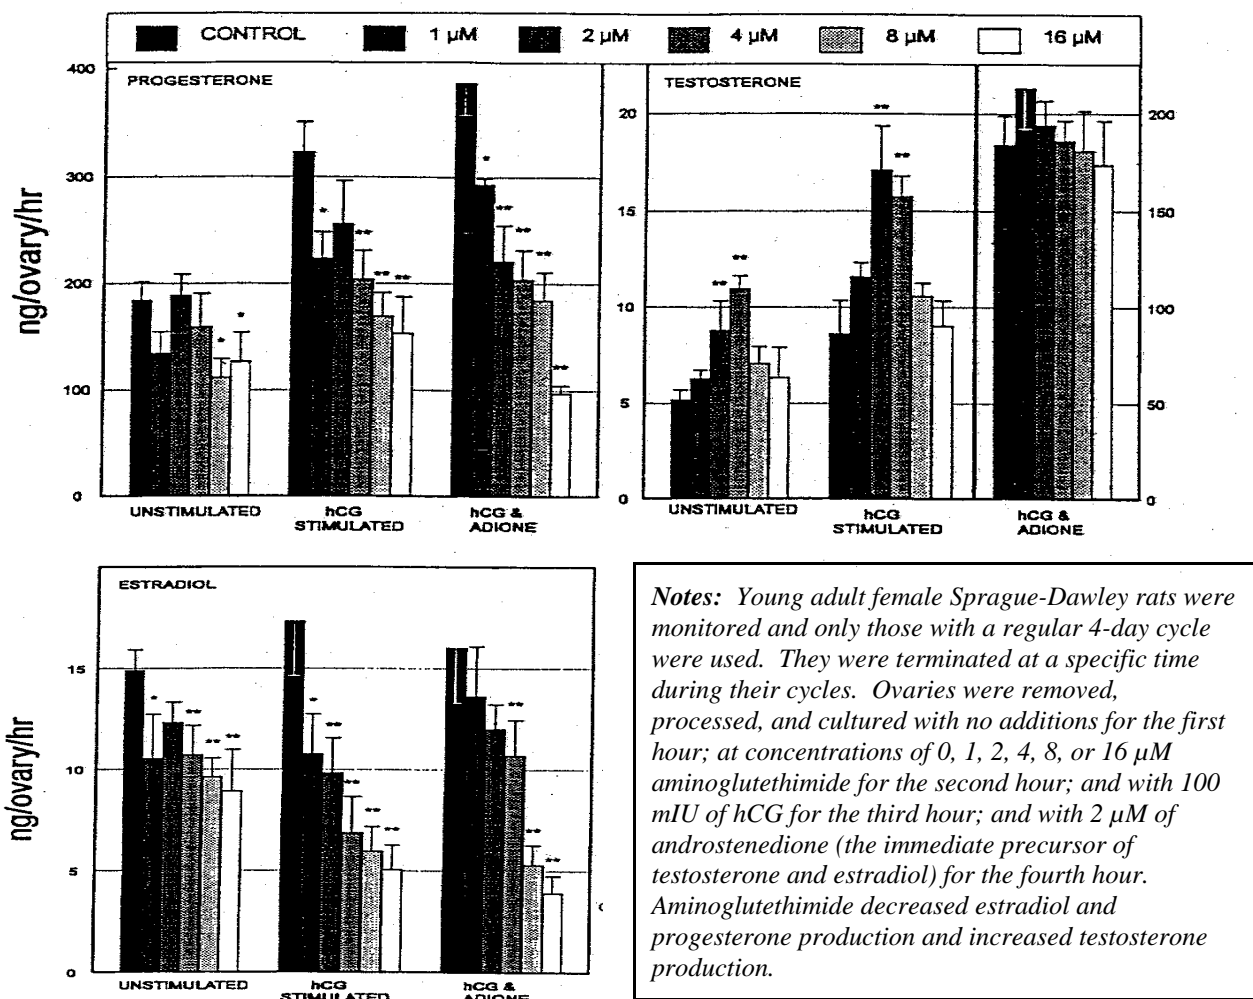 CONTROL 1 µM 2 µM 4 µM 8 µM 16 µM
PROGESTERONE
400
300
200
100
0
ng/ovary/hr
* * ** ** ** * ** ** ** **
*
UNSTIMULATED
hCG
STIMULATED
hCG &
ADIONE
TESTOSTERONE
20
15
10
5
0
** ** ** **
200
150
100
50
0
UNSTIMULATED
hCG
STIMULATED
hCG &
ADIONE
ESTRADIOL
15
10
5
0
ng/ovary/hr
* ** ** ** * ** ** ** ** ** ** **
UNSTIMULATED
hCG
STIMULATED
hCG &
ADIONE
Notes: Young adult female Sprague-Dawley rats were
monitored and only those with a regular 4-day cycle
were used. They were terminated at a specific time
during their cycles. Ovaries were removed,
processed, and cultured with no additions for the first
hour; at concentrations of 0, 1, 2, 4, 8, or 16 µM
aminoglutethimide for the second hour; and with 100
mIU of hCG for the third hour; and with 2 µM of
androstenedione (the immediate precursor of
testosterone and estradiol) for the fourth hour.
Aminoglutethimide decreased estradiol and
progesterone production and increased testosterone
production.